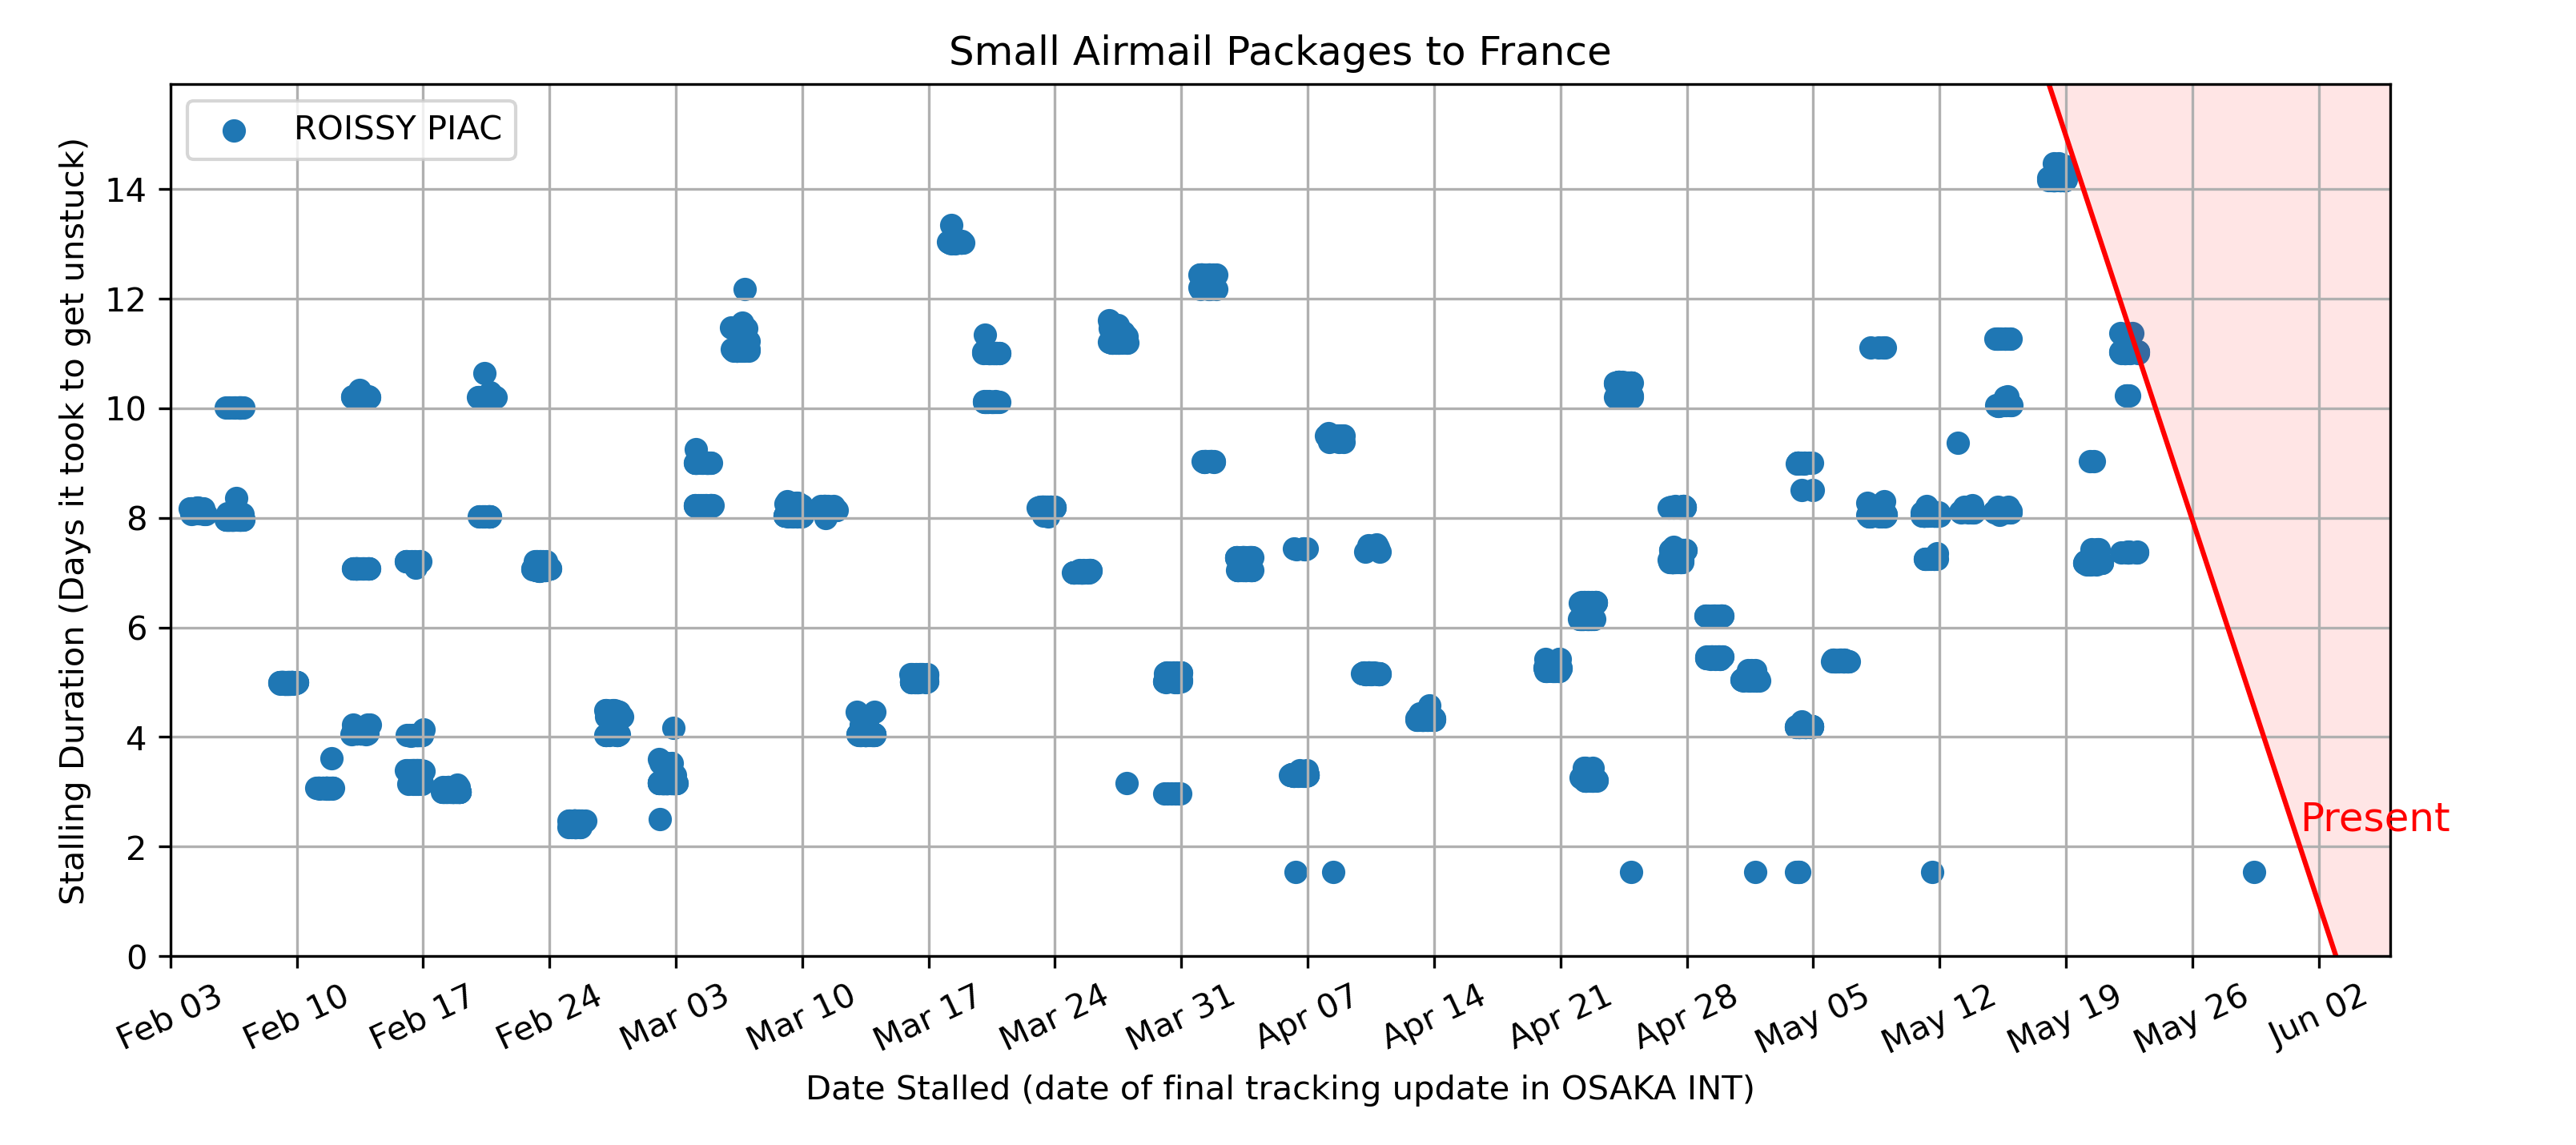 Small Airmail Packages to France
ROISSY PIAC
Stalling Duration (Days it took to get unstuck)
14
12
10
8
6
4
2
0
Present
Feb 03
Feb 10
Feb 17
Feb 24
Mar 03
Mar 10
Mar 17
Mar 24
Mar 31
Apr 07
Apr 14
Apr 21
Apr 28
May 05
May 12
May 19
May 26
Jun 02
Date Stalled (date of final tracking update in OSAKA INT)